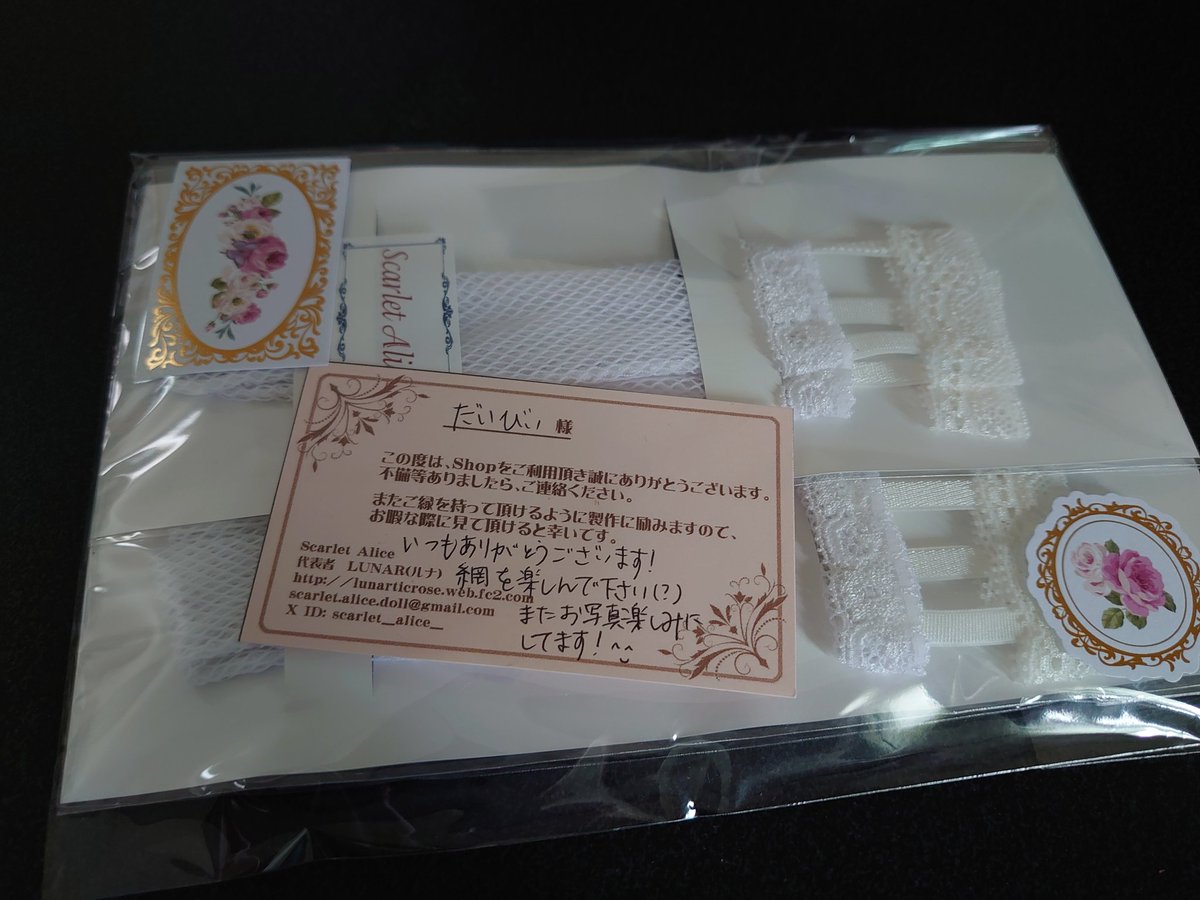 Scarlet Ali
だいびい 様
この度は、Shopをご利用頂き誠にありがとうございます。
不備等ありましたら、ご連絡ください。
またご縁を持って頂けるように製作に励みますので、
お暇な際に見て頂けると幸いです。
いつもありがとうございます!
網を楽しんで下さい(?)
またお写真楽しみに
してます!
Scarlet Alice
代表者 LUNAR(ルナ)
http://lunarticrose.web.fc2.com
scarlet.alice.doll@gmail.com
X ID: scarlet__alice__